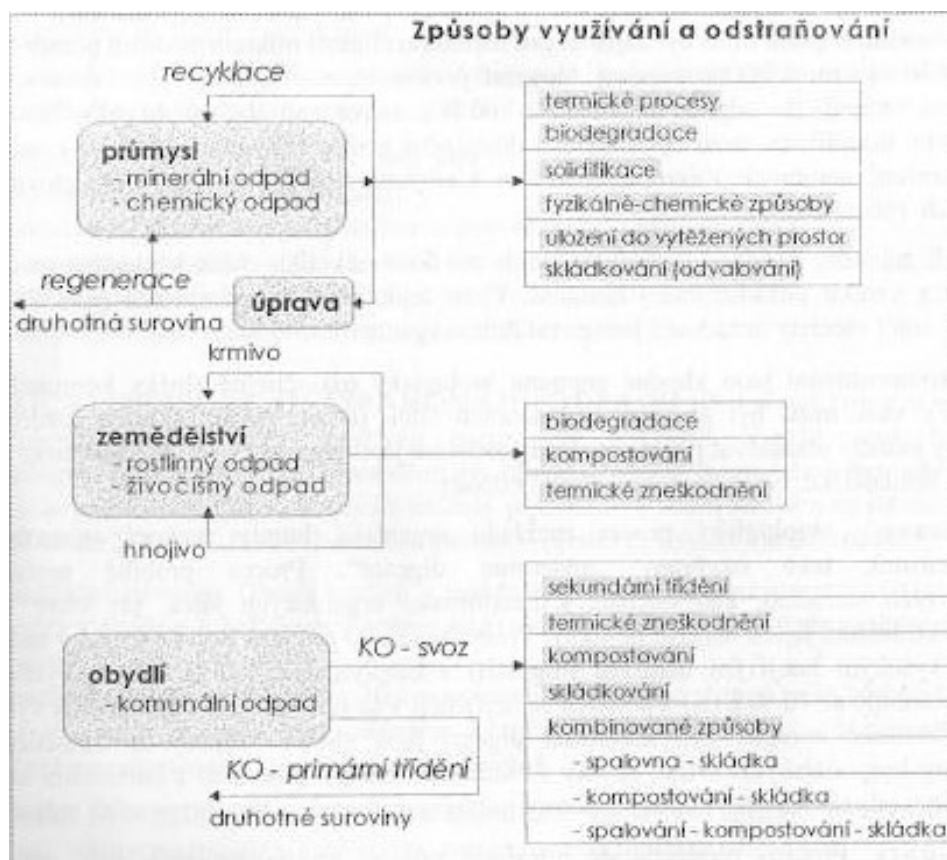 Způsoby využívání a odstraňování
recyklace
průmysl
- minerální odpad
- chemický odpad
termické procesy
biodegradace
solidifikace
fyzikálně-chemické způsoby
uložení do vytěžených prostor
skládkování (odvalování)
regenerace
druhotná surovina
úprava
krmivo
zemědělství
- rostlinný odpad
- živočišný odpad
biodegradace
kompostování
termické zneškodnění
hnojivo
obydlí
- komunální odpad
KO - svoz
sekundární třídění
termické zneškodnění
kompostování
skládkování
kombinované způsoby
- spalovna - skládka
- kompostování - skládka
- spalování - kompostování - skládka
KO - primární třídění
druhotné suroviny